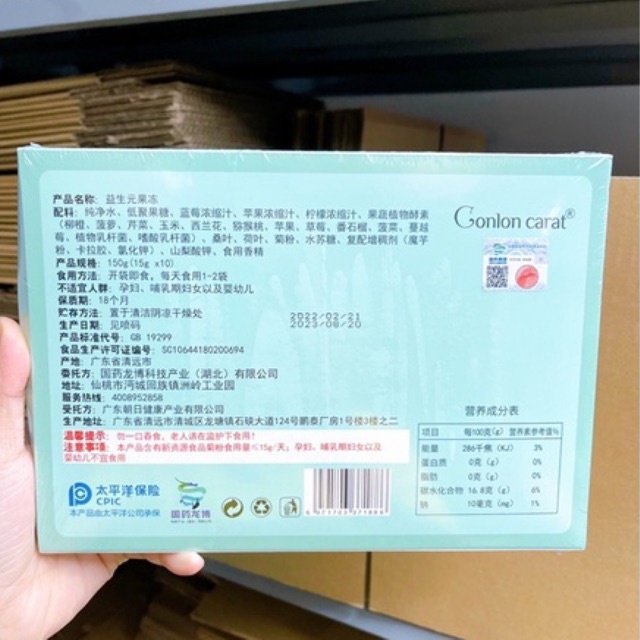 产品名称: 益生元果冻
配料: 纯净水、低聚果糖、蓝莓浓缩汁、苹果浓缩汁、柠檬浓缩汁、果蔬植物酵素
(柳橙、菠萝、芹菜、玉米、西兰花、猕猴桃、苹果、草莓、番石榴、菠菜、蔓越
莓、植物乳杆菌、嗜酸乳杆菌)、桑叶、荷叶、菊粉、水苏糖、复配增稠剂(魔芋
粉、卡拉胶、氯化钾)、山梨酸钾、食用香精
产品规格: 150g(15g x10)
食用方法: 开袋即食,每天食用1-2袋
不适宜人群: 孕妇、哺乳期妇女以及婴幼儿
保质期: 18个月
贮存方法: 置于清洁阴凉干燥处
生产日期: 见喷码
产品标准代号: GB 19299
食品生产许可证编号: SC10644180200694
产地: 广东省清远市
委托方: 国药龙博科技产业(湖北)有限公司
地址: 仙桃市沔城回族镇洲岭工业园
服务热线: 4008952858
受托方: 广东朝日健康产业有限公司
生产地址: 广东省清远市清城区龙塘镇石砍大道124号鹏泰厂房1号楼3楼之二
温馨提示: 勿一口吞食,老人请在监护下食用!
注意事项: 本产品含有新资源食品菊粉食用量≤15g/天;孕妇、哺乳期妇女以及
婴幼儿不宜食用
2022/02/21
2023/08/20
Conlon carat®
营养成分表
项目 每100克(g) 营养素参考值%
能量 286千焦(KJ) 3%
蛋白质 0克(g) 0%
脂肪 0克(g) 0%
碳水化合物 16.8克(g) 6%
钠 10毫克(mg) 1%
太平洋保险
CPIC
本产品由太平洋公司承保
国药龙博